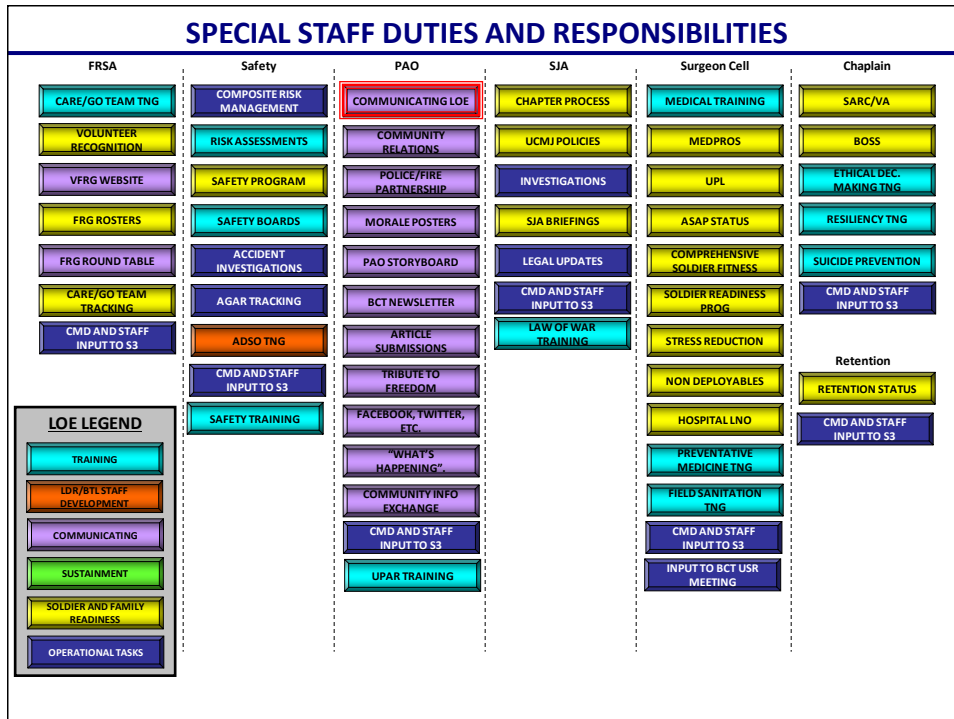 SPECIAL STAFF DUTIES AND RESPONSIBILITIES
FRSA
CARE/GO TEAM TNG
VOLUNTEER
RECOGNITION
VFRG WEBSITE
FRG ROSTERS
FRG ROUND TABLE
CARE/GO TEAM
TRACKING
CMD AND STAFF
INPUT TO S3
Safety
COMPOSITE RISK
MANAGEMENT
RISK ASSESSMENTS
SAFETY PROGRAM
SAFETY BOARDS
ACCIDENT
INVESTIGATIONS
AGAR TRACKING
ADSO TNG
CMD AND STAFF
INPUT TO S3
SAFETY TRAINING
PAO
COMMUNICATING LOE
COMMUNITY
RELATIONS
POLICE/FIRE
PARTNERSHIP
MORALE POSTERS
PAO STORYBOARD
BCT NEWSLETTER
ARTICLE
SUBMISSIONS
TRIBUTE TO
FREEDOM
FACEBOOK, TWITTER,
ETC.
"WHAT'S
HAPPENING".
COMMUNITY INFO
EXCHANGE
CMD AND STAFF
INPUT TO S3
UPAR TRAINING
SJA
CHAPTER PROCESS
UCMJ POLICIES
INVESTIGATIONS
SJA BRIEFINGS
LEGAL UPDATES
CMD AND STAFF
INPUT TO S3
LAW OF WAR
TRAINING
Surgeon Cell
MEDICAL TRAINING
MEDPROS
UPL
ASAP STATUS
COMPREHENSIVE
SOLDIER FITNESS
SOLDIER READINESS
PROG
STRESS REDUCTION
NON DEPLOYABLES
HOSPITAL LNO
PREVENTATIVE
MEDICINE TNG
FIELD SANITATION
TNG
CMD AND STAFF
INPUT TO S3
INPUT TO BCT USR
MEETING
Chaplain
SARC/VA
BOSS
ETHICAL DEC.
MAKING TNG
RESILIENCY TNG
SUICIDE PREVENTION
CMD AND STAFF
INPUT TO S3
Retention
RETENTION STATUS
CMD AND STAFF
INPUT TO S3
LOE LEGEND
TRAINING
LDR/BTL STAFF
DEVELOPMENT
COMMUNICATING
SUSTAINMENT
SOLDIER AND FAMILY
READINESS
OPERATIONAL TASKS